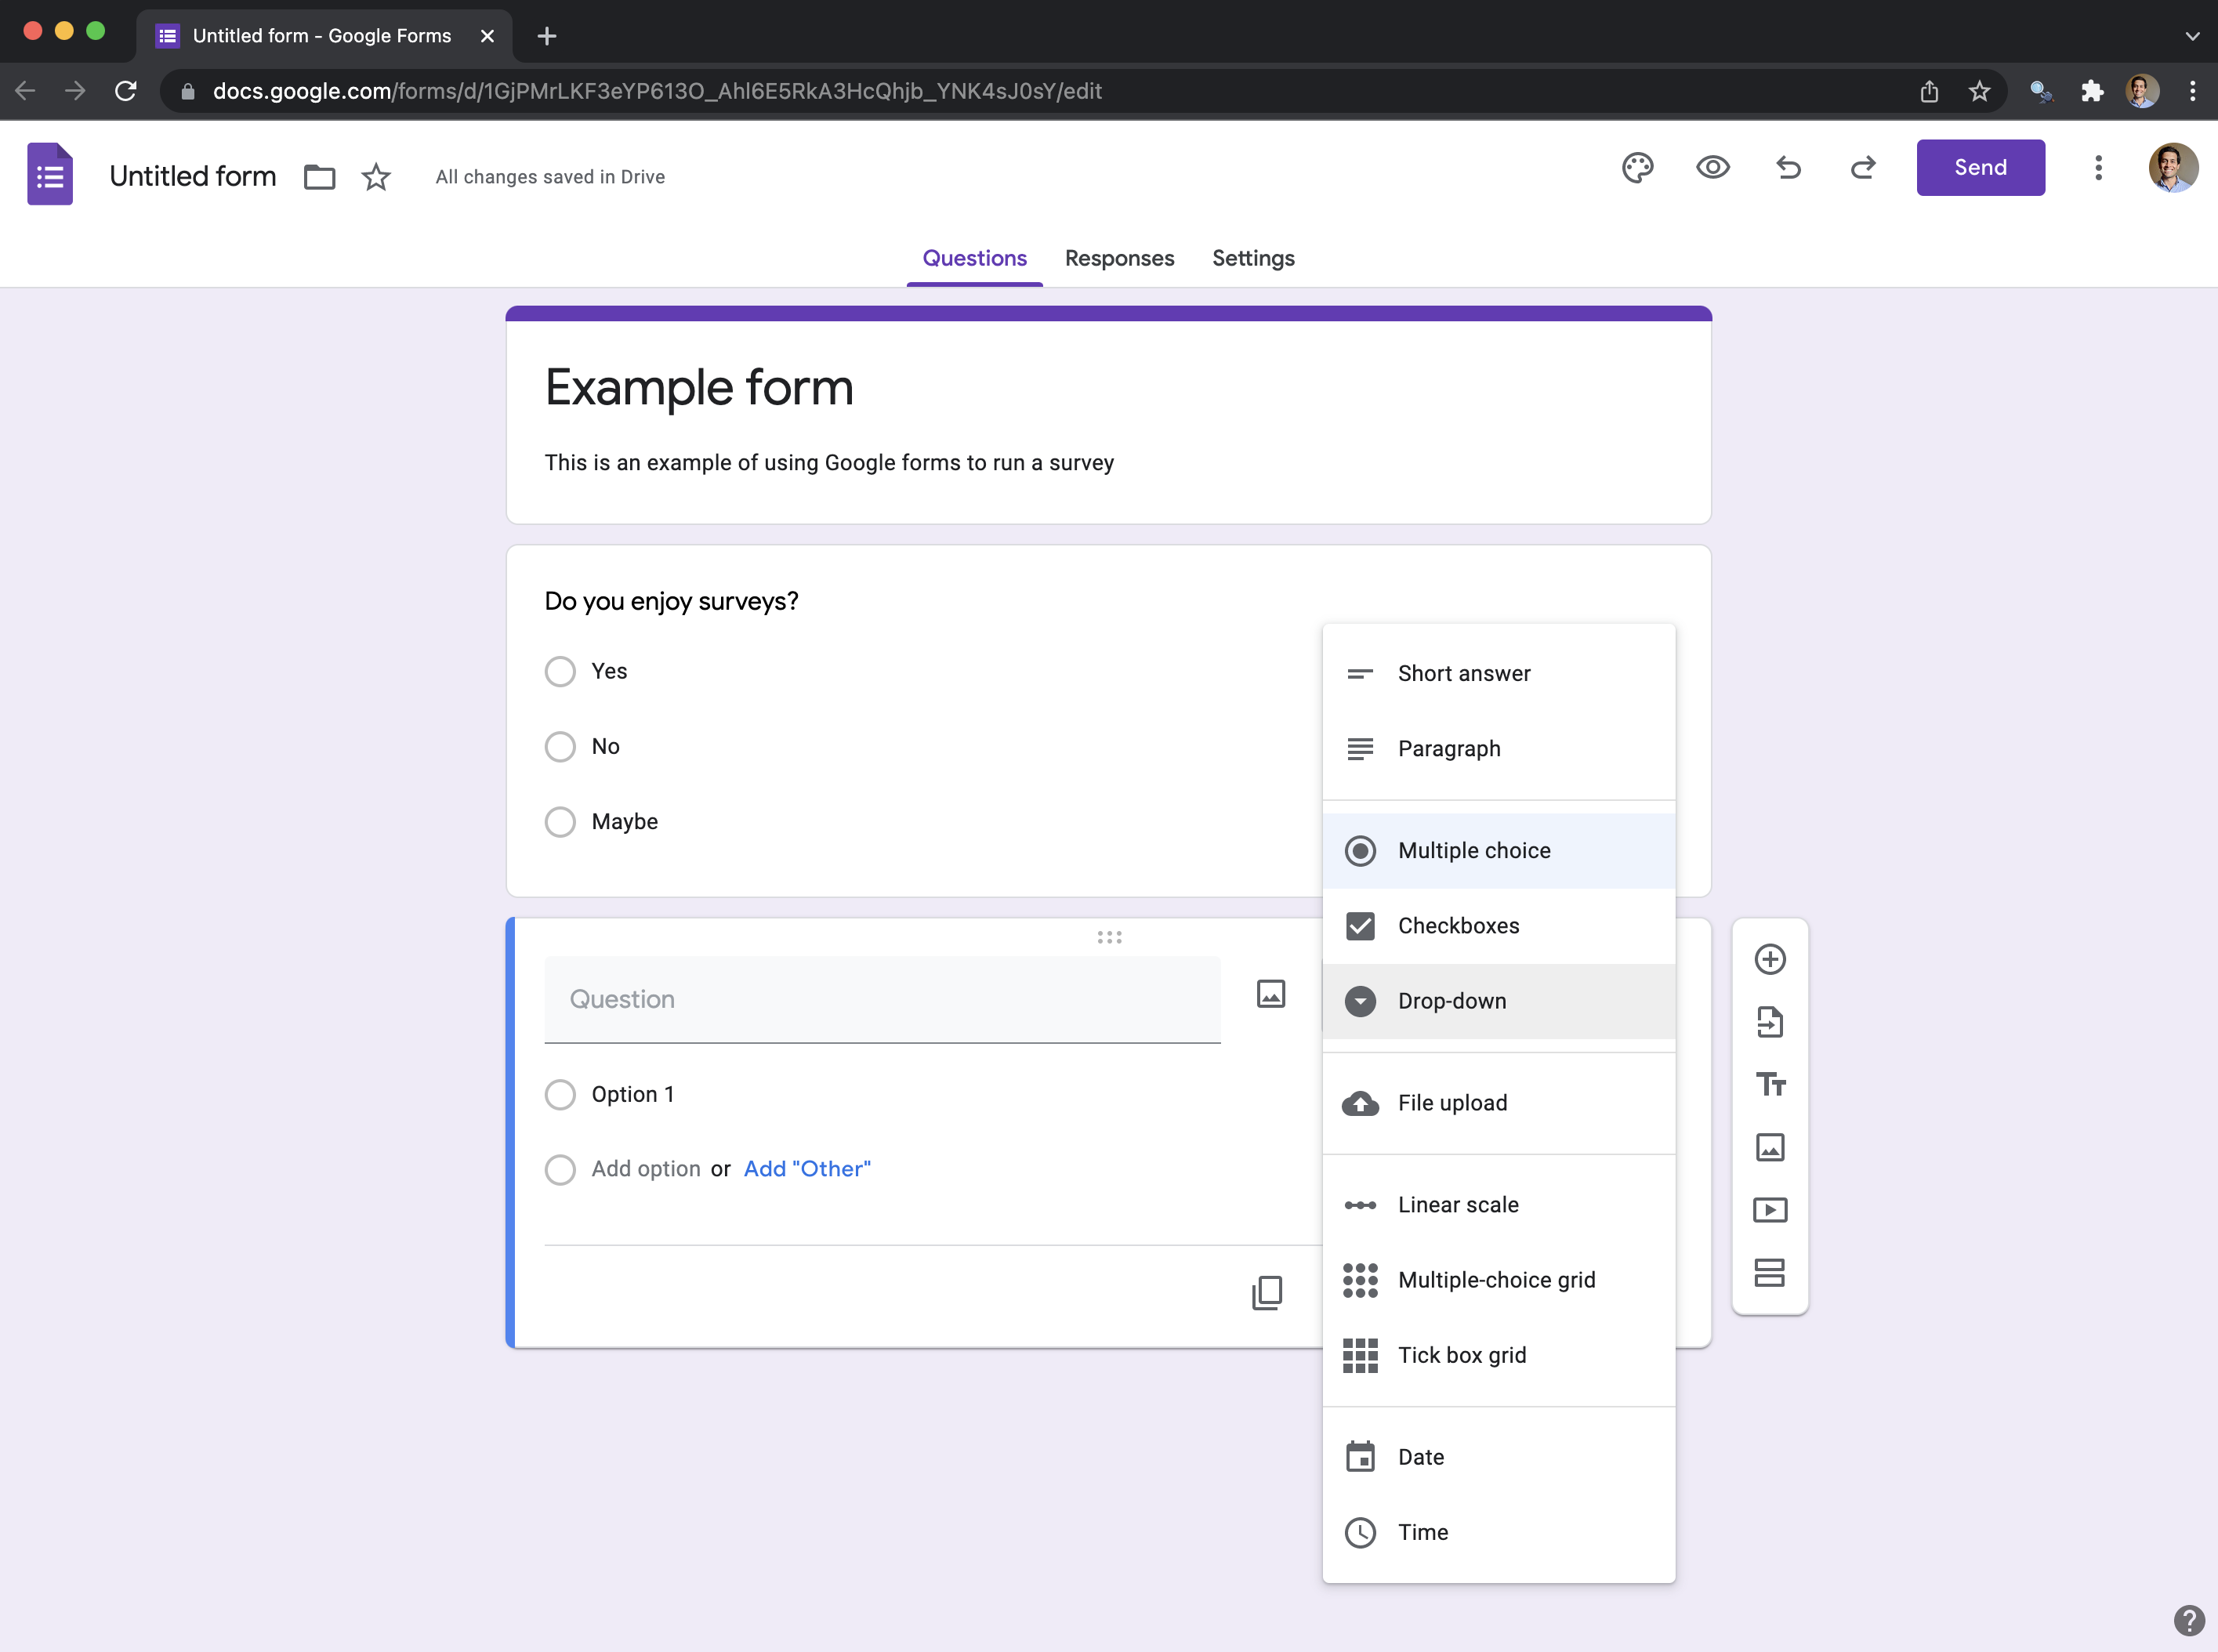 Untitled form - Google Forms
docs.google.com/forms/d/1GjPMrLKF3eYP613O_Ahl6E5RkA3HcQhjb_YNK4sJ0sY/edit
Untitled form
All changes saved in Drive
Send
Questions Responses Settings
Example form
This is an example of using Google forms to run a survey
Do you enjoy surveys?
Yes
No
Maybe
Question
Option 1
Add option or Add "Other"
Short answer
Paragraph
Multiple choice
Checkboxes
Drop-down
File upload
Linear scale
Multiple-choice grid
Tick box grid
Date
Time